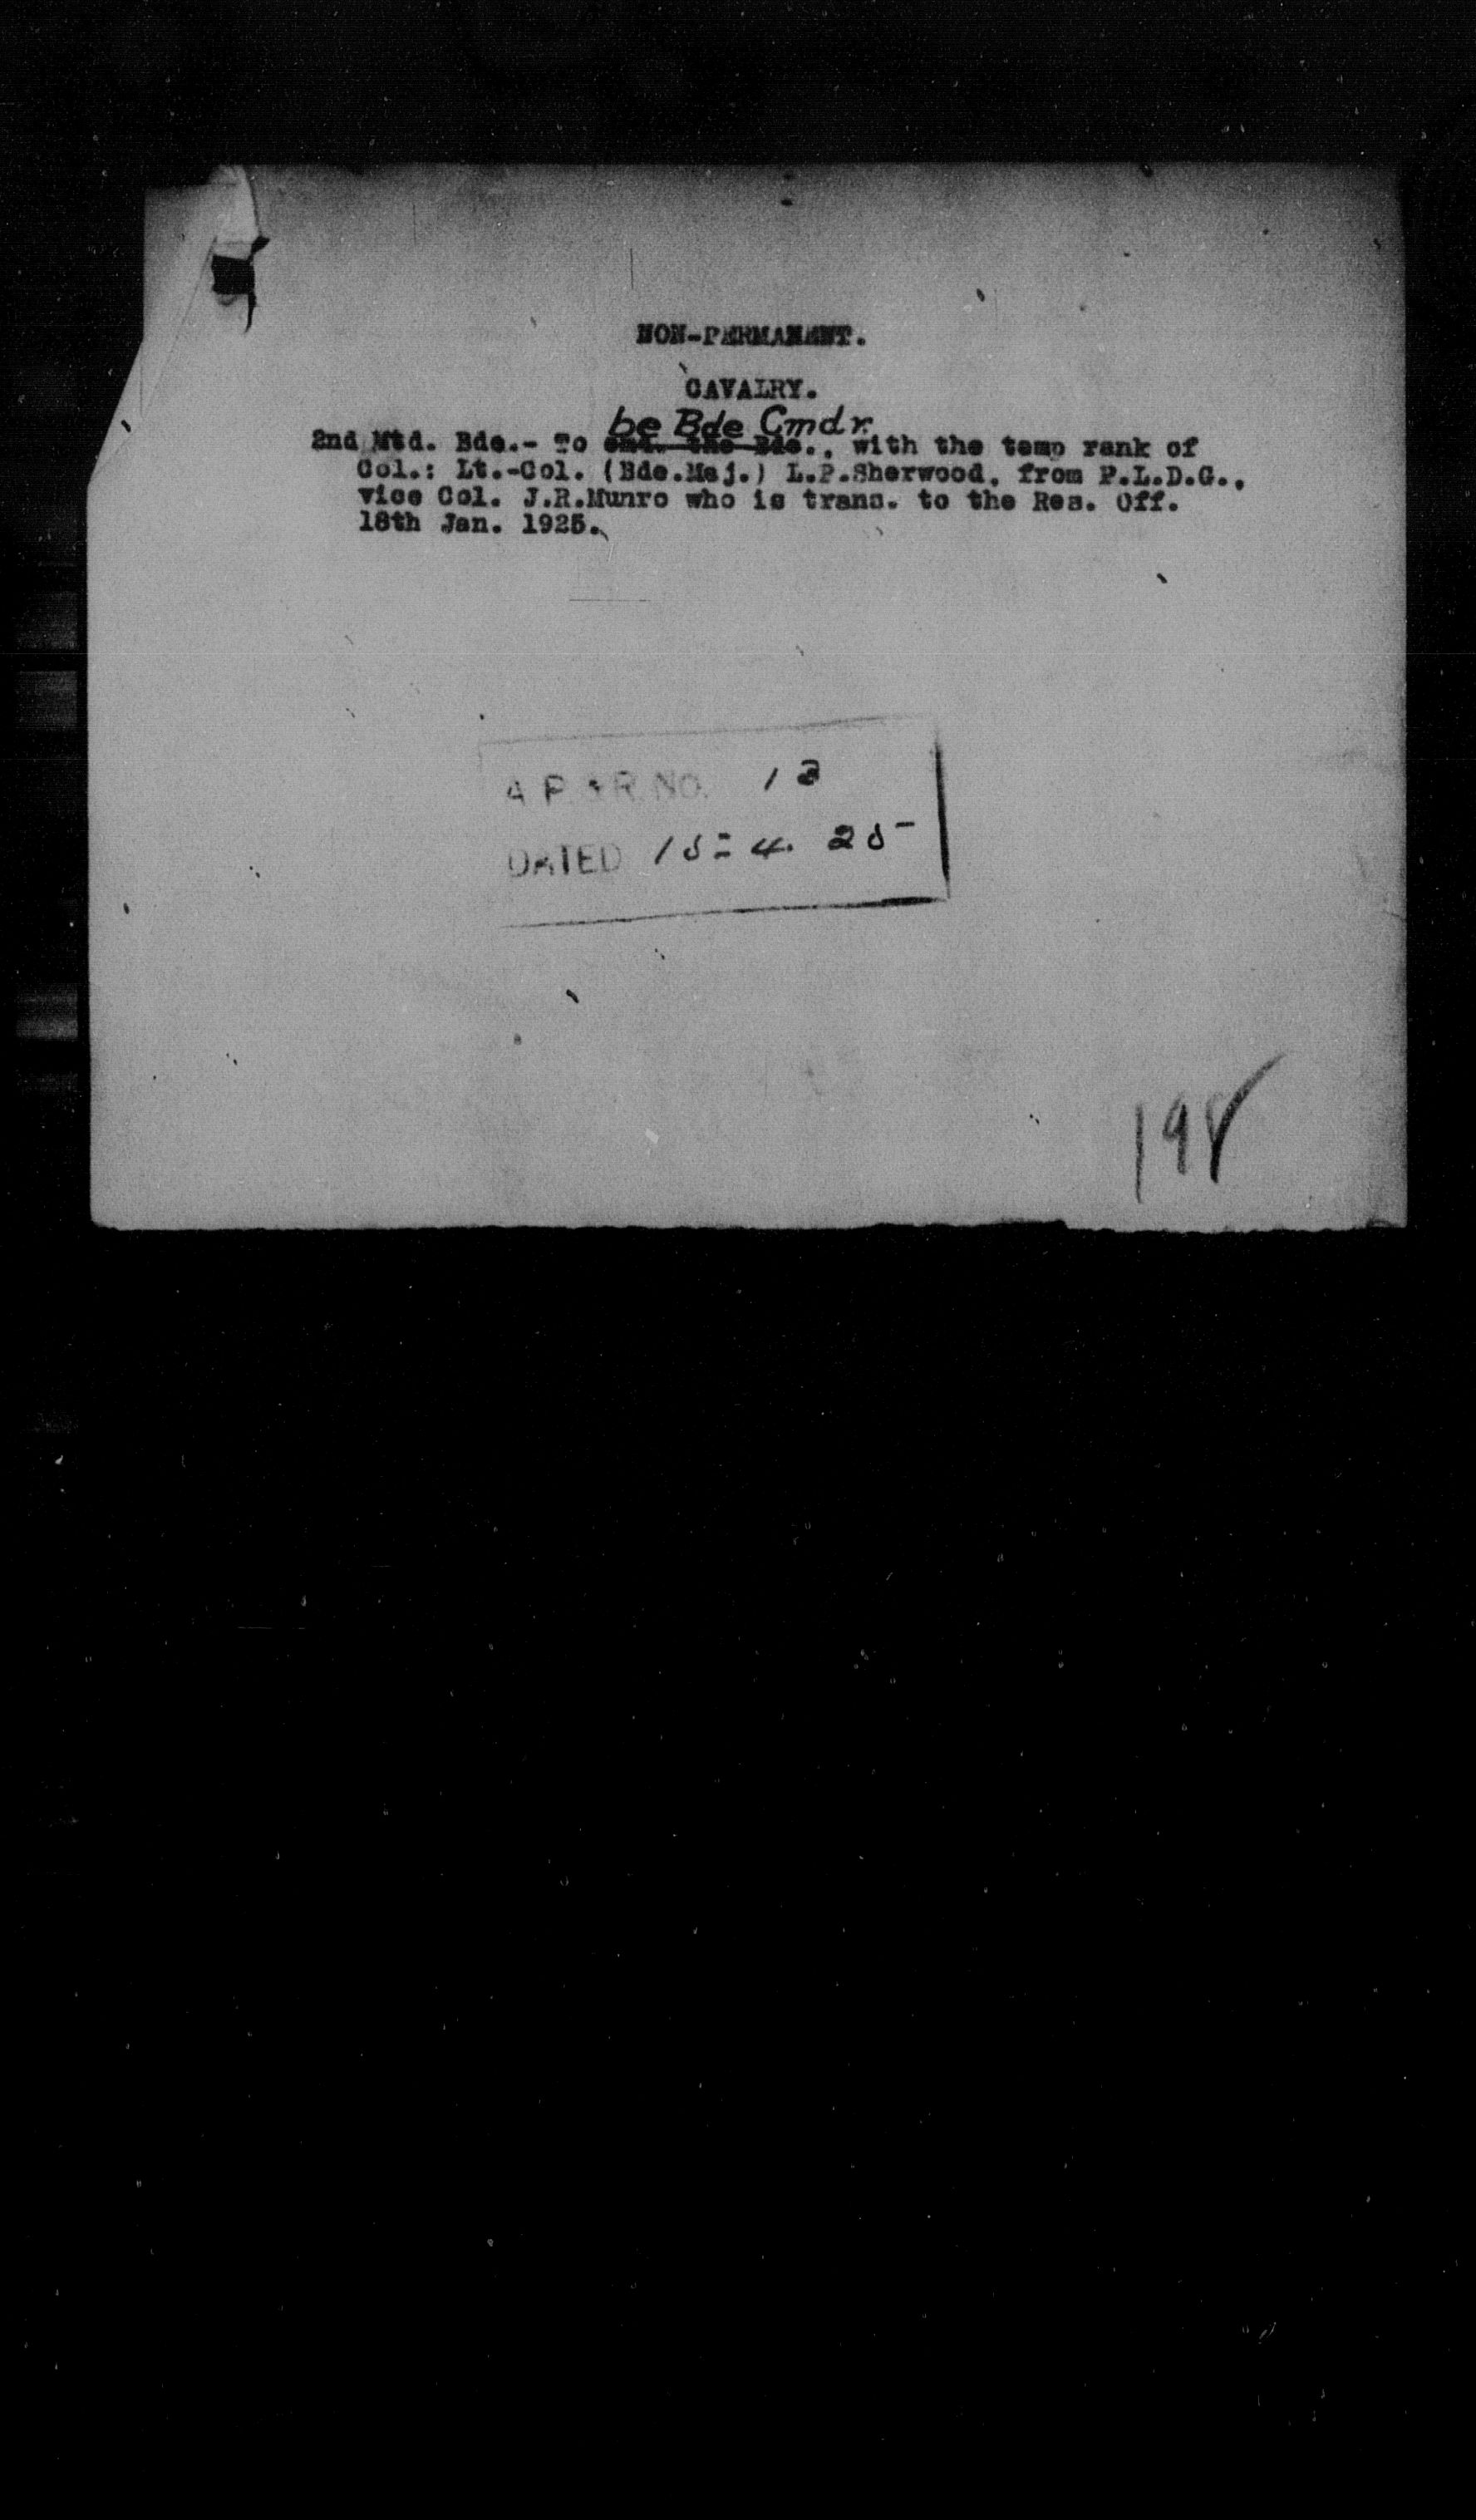 NON-PERMANENT.
CAVALRY.
be Bde Cmdr.
2nd Mtd. Bde.- To cmd. the Bde., with the temp rank of
Col.: Lt.-Col. (Bde.Maj.) L.P.Sherwood, from P.L.D.G.,
vice Col. J.R.Munro who is trans. to the Res. Off.
18th Jan. 1925.
A P & R NO. 13
DATED 15 = 4. 25
198